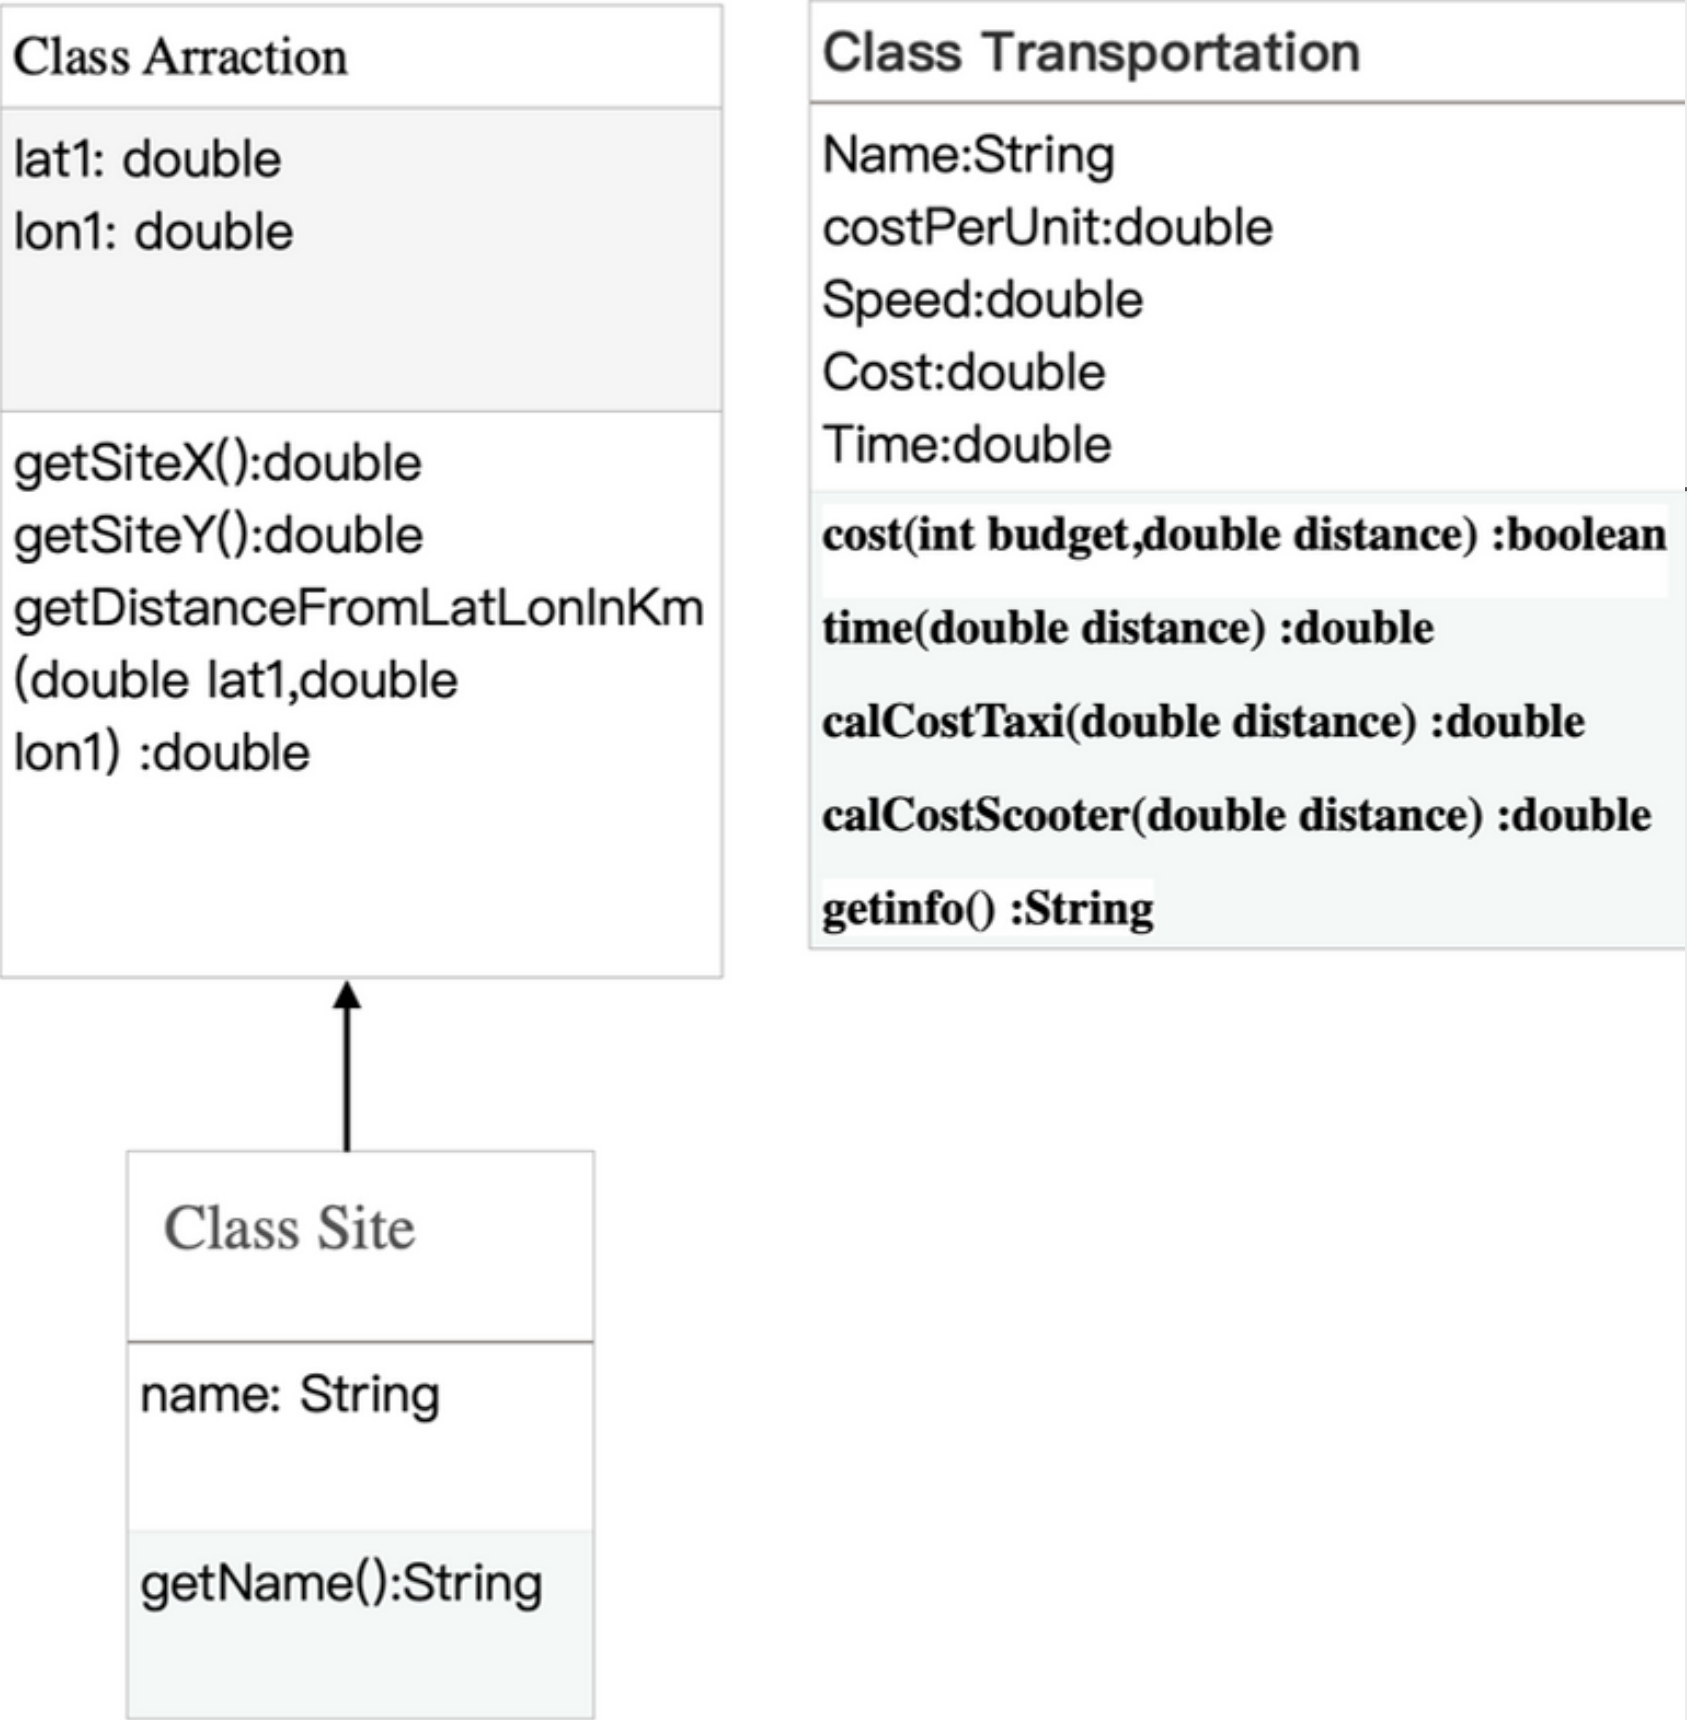 Class Arraction
lat1: double
lon1: double
getSiteX():double
getSiteY():double
getDistanceFromLatLonInKm
(double lat1,double
lon1) :double
Class Transportation
Name:String
costPerUnit:double
Speed:double
Cost:double
Time:double
cost(int budget,double distance) :boolean
time(double distance) :double
calCostTaxi(double distance) :double
calCostScooter(double distance) :double
getinfo() :String
Class Site
name: String
getName():String